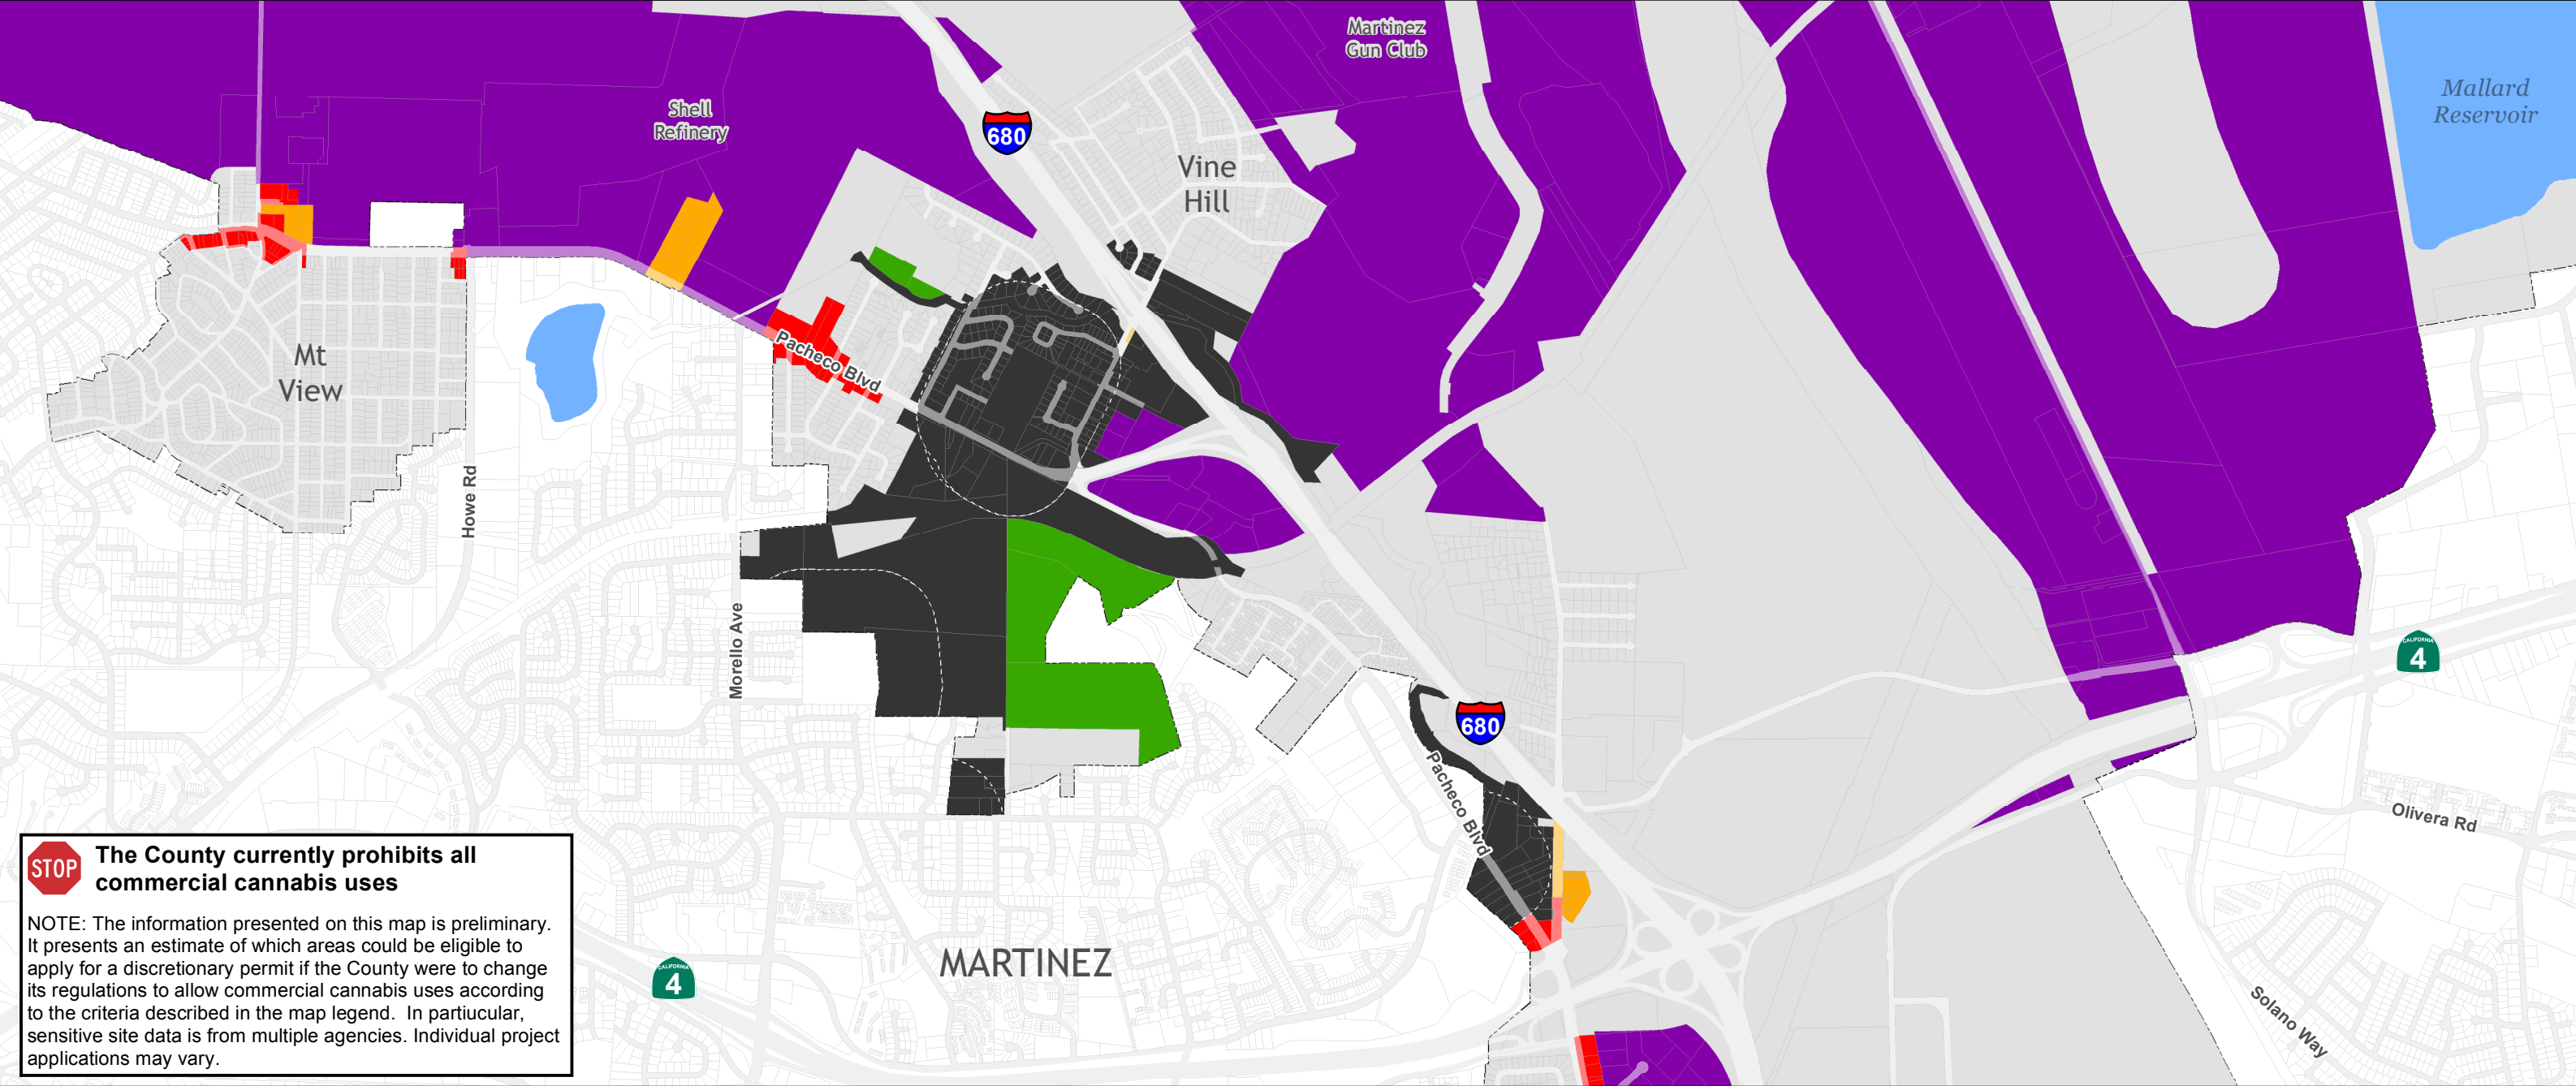 Martinez
Gun Club
Mallard
Reservoir
Shell
Refinery
680
Vine
Hill
Mt
View
Pacheco Blvd
Howe Rd
Morello Ave
CALIFORNIA
4
680
Pacheco Blvd
Olivera Rd
STOP
The County currently prohibits all
commercial cannabis uses
NOTE: The information presented on this map is preliminary.
It presents an estimate of which areas could be eligible to
apply for a discretionary permit if the County were to change
its regulations to allow commercial cannabis uses according
to the criteria described in the map legend.  In partiucular,
sensitive site data is from multiple agencies. Individual project
applications may vary.
MARTINEZ
CALIFORNIA
4
Solano Way